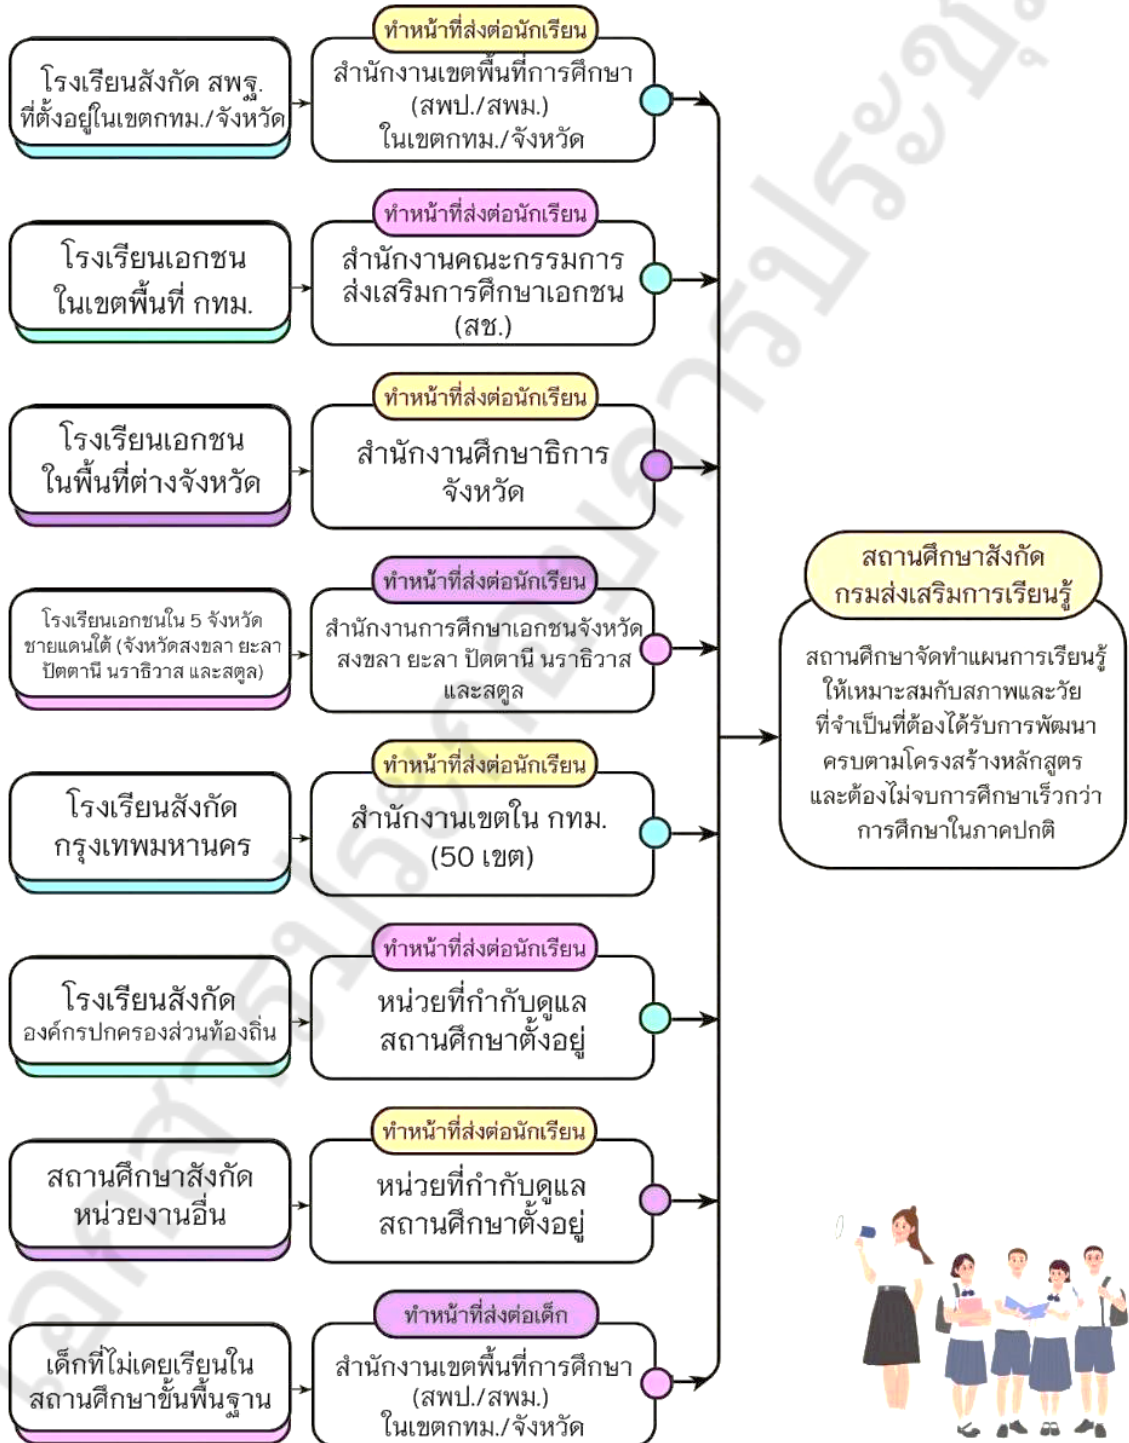 ทำหน้าที่ส่งต่อนักเรียน
โรงเรียนสังกัด สพฐ.
ที่ตั้งอยู่ในเขตกทม./จังหวัด
สำนักงานเขตพื้นที่การศึกษา
(สพป./สพม.)
ในเขตกทม./จังหวัด
ทำหน้าที่ส่งต่อนักเรียน
โรงเรียนเอกชน
ในเขตพื้นที่ กทม.
สำนักงานคณะกรรมการ
ส่งเสริมการศึกษาเอกชน
(สช.)
ทำหน้าที่ส่งต่อนักเรียน
โรงเรียนเอกชน
ในพื้นที่ต่างจังหวัด
สำนักงานศึกษาธิการ
จังหวัด
ทำหน้าที่ส่งต่อนักเรียน
โรงเรียนเอกชนใน 5 จังหวัด
ชายแดนใต้ (จังหวัดสงขลา ยะลา
ปัตตานี นราธิวาส และสตูล)
สำนักงานการศึกษาเอกชนจังหวัด
สงขลา ยะลา ปัตตานี นราธิวาส
และสตูล
ทำหน้าที่ส่งต่อนักเรียน
โรงเรียนสังกัด
กรุงเทพมหานคร
สำนักงานเขตใน กทม.
(50 เขต)
ทำหน้าที่ส่งต่อนักเรียน
โรงเรียนสังกัด
องค์กรปกครองส่วนท้องถิ่น
หน่วยที่กำกับดูแล
สถานศึกษาตั้งอยู่
ทำหน้าที่ส่งต่อนักเรียน
สถานศึกษาสังกัด
หน่วยงานอื่น
หน่วยที่กำกับดูแล
สถานศึกษาตั้งอยู่
ทำหน้าที่ส่งต่อเด็ก
เด็กที่ไม่เคยเรียนใน
สถานศึกษาขั้นพื้นฐาน
สำนักงานเขตพื้นที่การศึกษา
(สพป./สพม.)
ในเขตกทม./จังหวัด
สถานศึกษาสังกัด
กรมส่งเสริมการเรียนรู้
สถานศึกษาจัดทำแผนการเรียนรู้
ให้เหมาะสมกับสภาพและวัย
ที่จำเป็นที่ต้องได้รับการพัฒนา
ครบตามโครงสร้างหลักสูตร
และต้องไม่จบการศึกษาเร็วกว่า
การศึกษาในภาคปกติ
เอกสารประกอบการประชุม